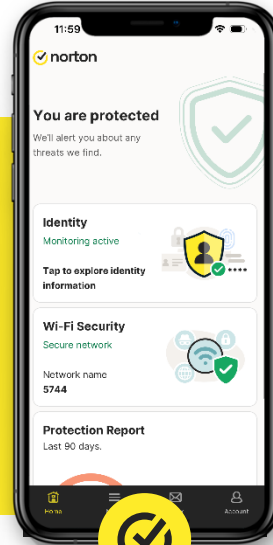 11:59
norton
You are protected
We'll alert you about any
threats we find.
Identity
Monitoring active
Tap to explore identity
information
Wi-Fi Security
Secure network
Network name
5744
Protection Report
Last 90 days.
Home
Account